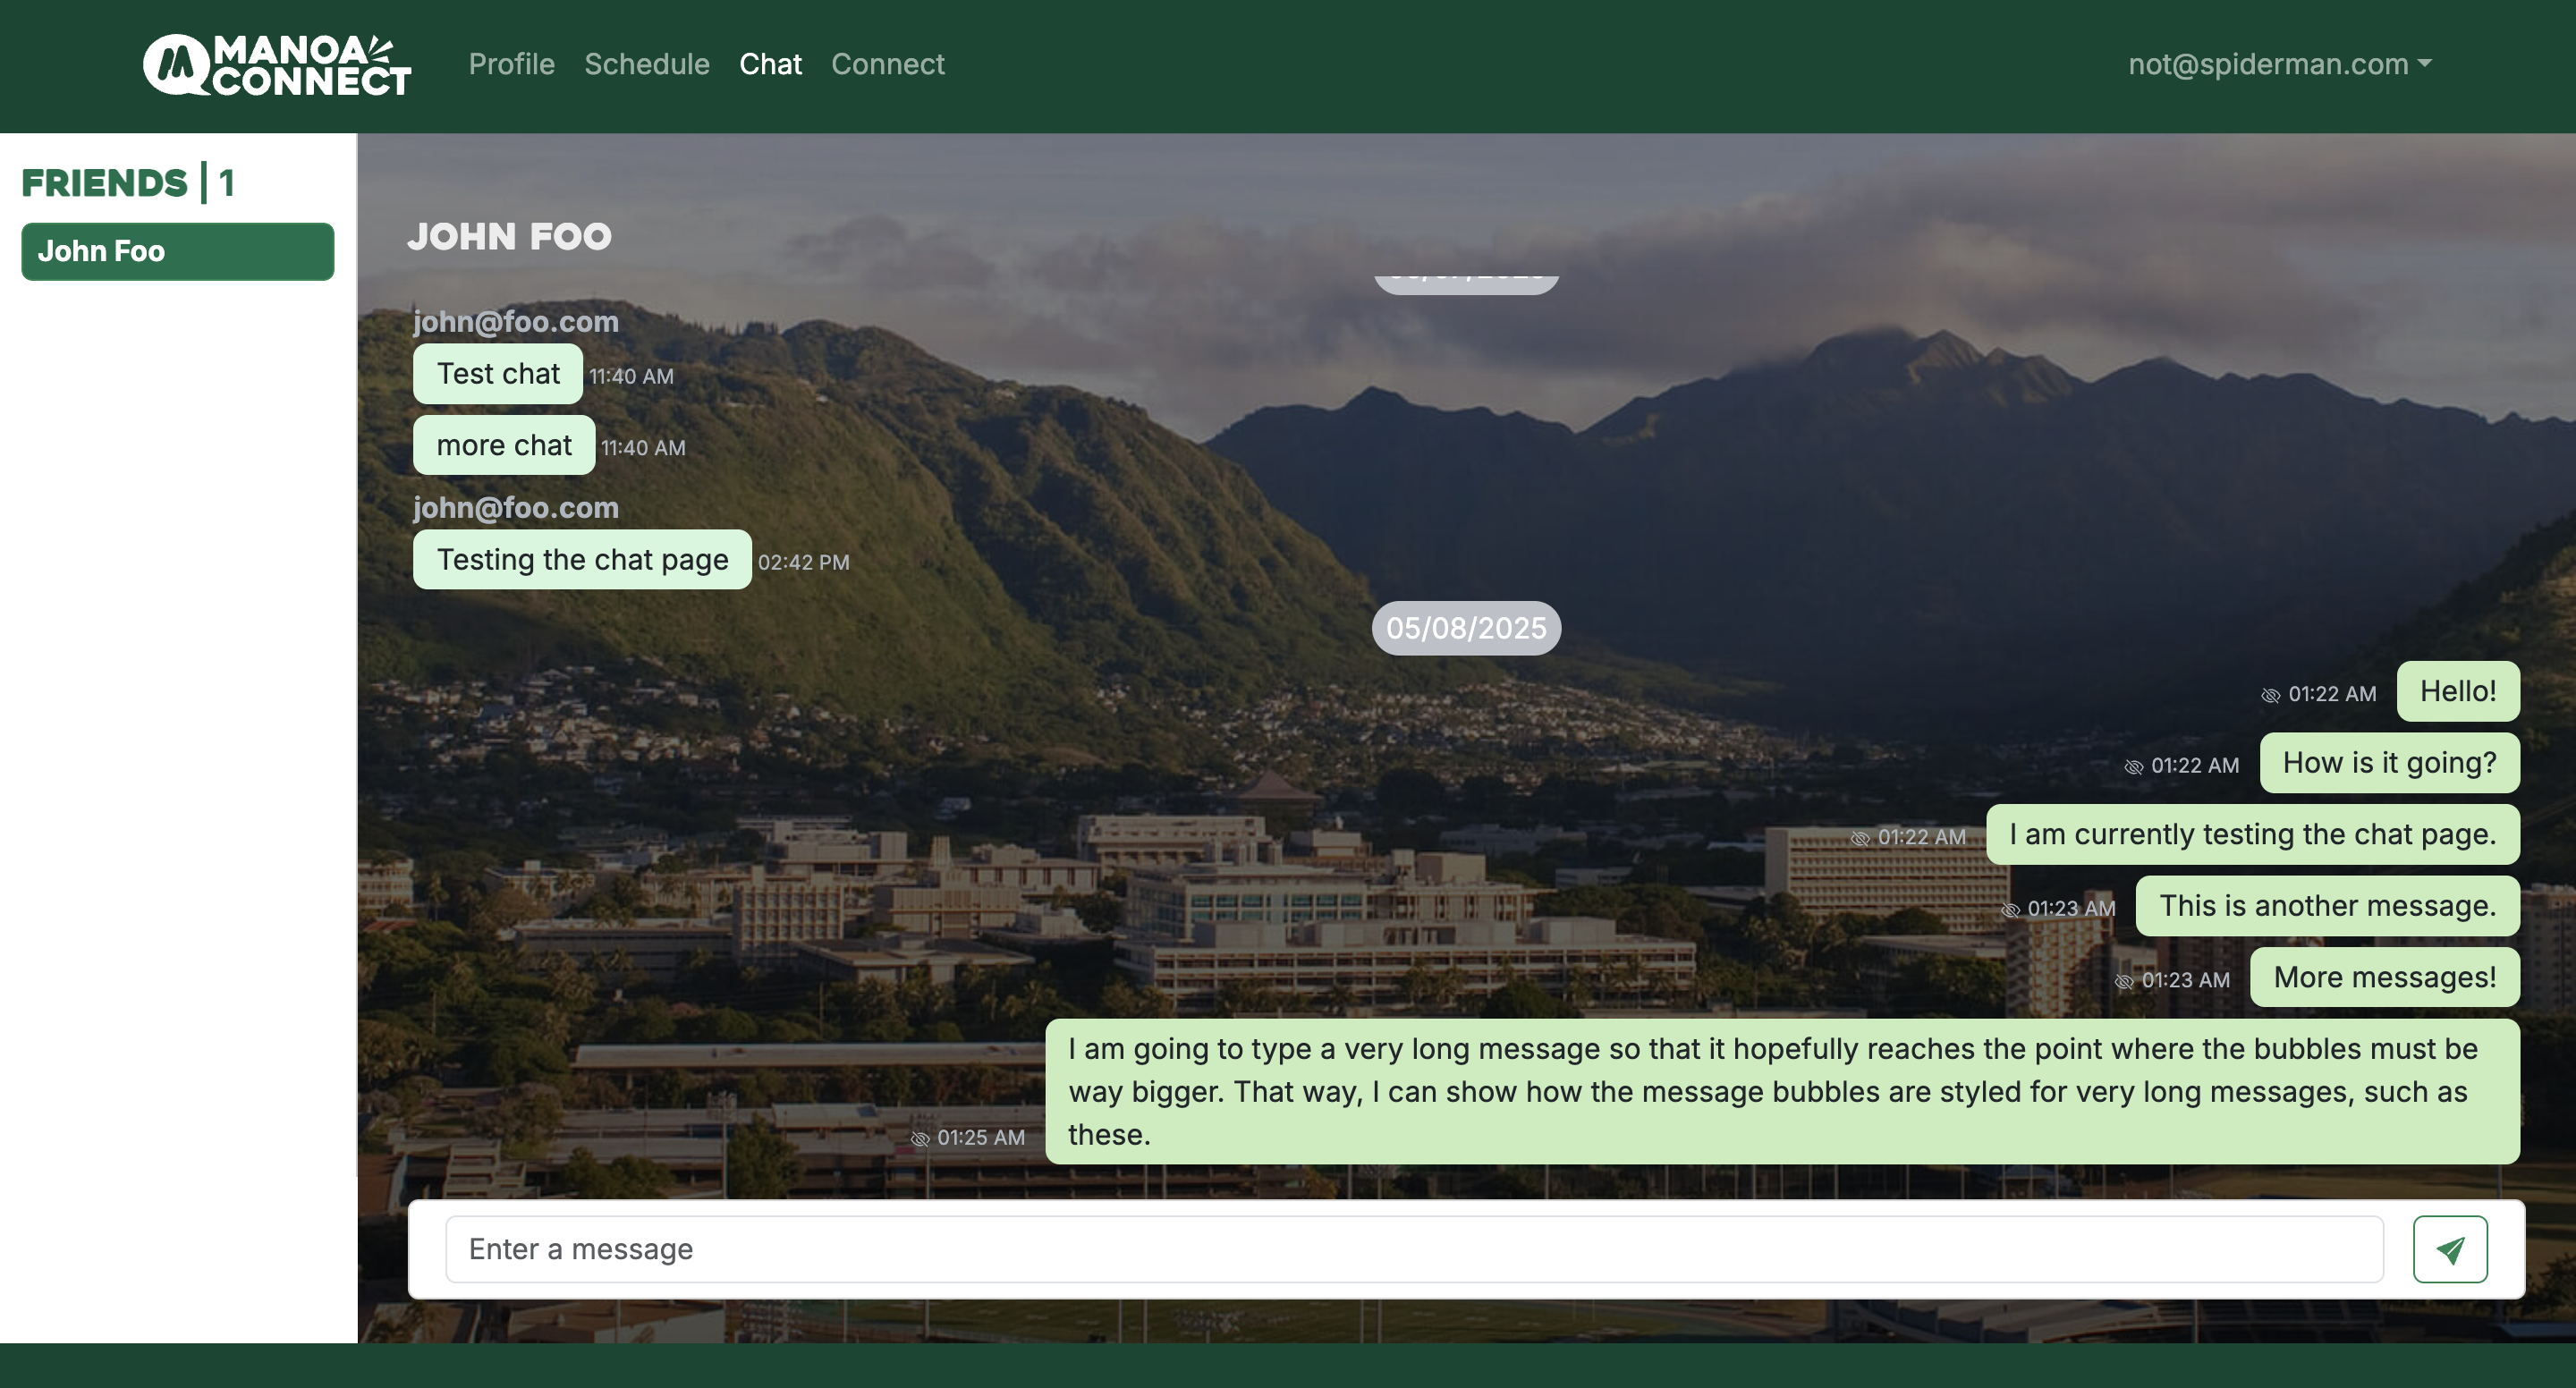 MANOA
CONNECT
Profile Schedule Chat Connect
not@spiderman.com
FRIENDS | 1
John Foo
JOHN FOO
john@foo.com
Test chat 11:40 AM
more chat 11:40 AM
john@foo.com
Testing the chat page 02:42 PM
05/08/2025
01:22 AM Hello!
01:22 AM How is it going?
01:22 AM I am currently testing the chat page.
01:23 AM This is another message.
01:23 AM More messages!
I am going to type a very long message so that it hopefully reaches the point where the bubbles must be
way bigger. That way, I can show how the message bubbles are styled for very long messages, such as
01:25 AM these.
Enter a message